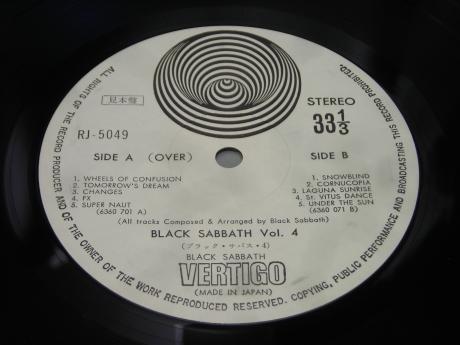 ALL RIGHTS OF THE RECORD PRODUCER AND OF THE OWNER OF THE WORK REPRODUCED RESERVED. COPYING, PUBLIC PERFORMANCE AND BROADCASTING THIS RECORD PROHIBITED.
見本盤
RJ-5049
STEREO
33 1/3
SIDE A (OVER)
SIDE B
1. WHEELS OF CONFUSION
2. TOMORROW'S DREAM
3. CHANGES
4. FX
5. SUPER NAUT
(6360 701 A)
1. SNOWBLIND
2. CORNUCOPIA
3. LAGUNA SUNRISE
4. St. VITUS DANCE
5. UNDER THE SUN
(6360 071 B)
(All tracks Composed & Arranged by Black Sabbath)
BLACK SABBATH Vol. 4
(ブラック・サバス・4)
BLACK SABBATH
VERTIGO
(MADE IN JAPAN)